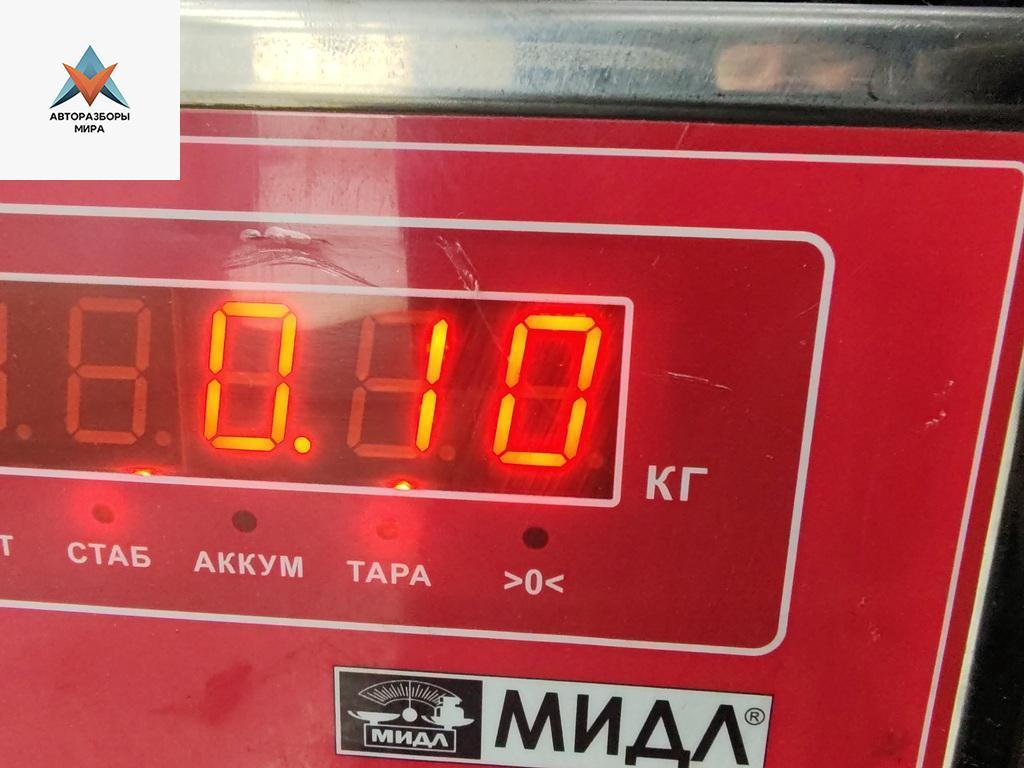 АВТОРАЗБОРЫ
МИРА
0.10
КГ
Т
СТАБ
АККУМ
ТАРА
>0<
МИДЛ
МИДЛ®